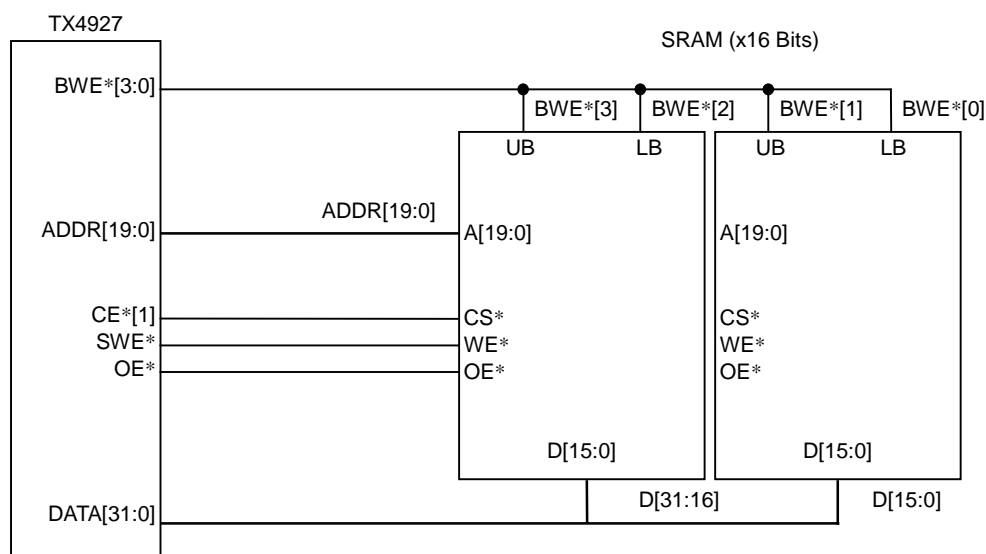 TX4927
SRAM (x16 Bits)
BWE*[3:0]
BWE*[3]
BWE*[2]
BWE*[1]
BWE*[0]
UB
LB
UB
LB
ADDR[19:0]
ADDR[19:0]
A[19:0]
A[19:0]
CE*[1]
CS*
CS*
SWE*
WE*
WE*
OE*
OE*
OE*
D[15:0]
D[15:0]
D[31:16]
D[15:0]
DATA[31:0]